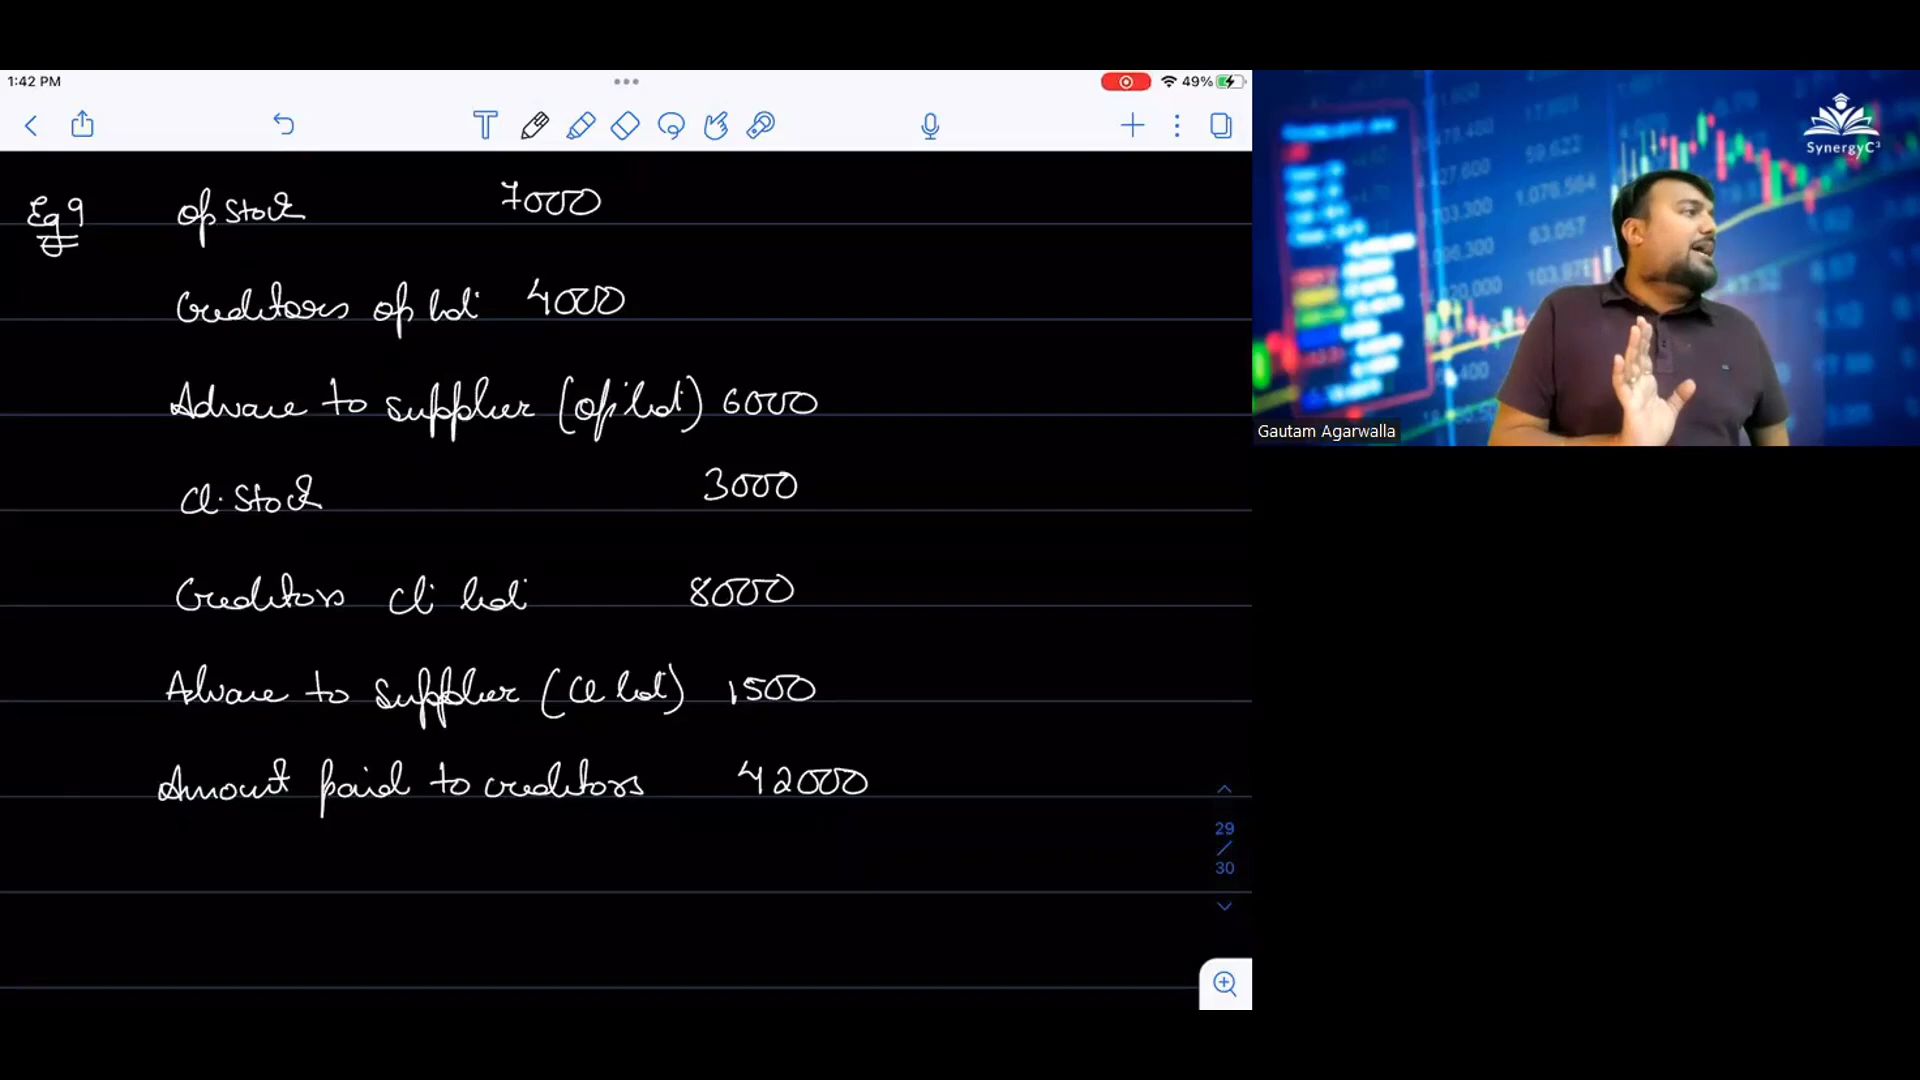 1:42 PM
49%
SynergyC³
Eg 9 op Stock 7000
Creditors op bal 4000
Advance to supplier (op bal) 6000
Cl. Stock 3000
Creditors cl bal 8000
Advance to supplier (cl bal) 1500
Amount paid to creditors 42000
Gautam Agarwalla
29
/
30